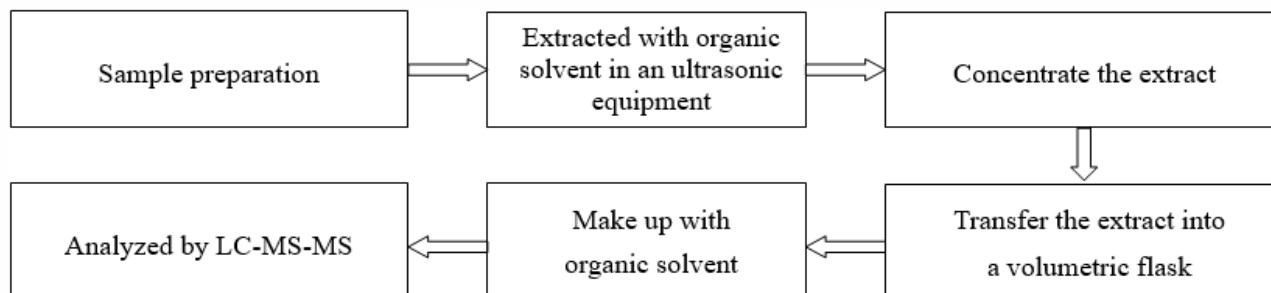 Sample preparation
Extracted with organic
solvent in an ultrasonic
equipment
Concentrate the extract
Transfer the extract into
a volumetric flask
Make up with
organic solvent
Analyzed by LC-MS-MS